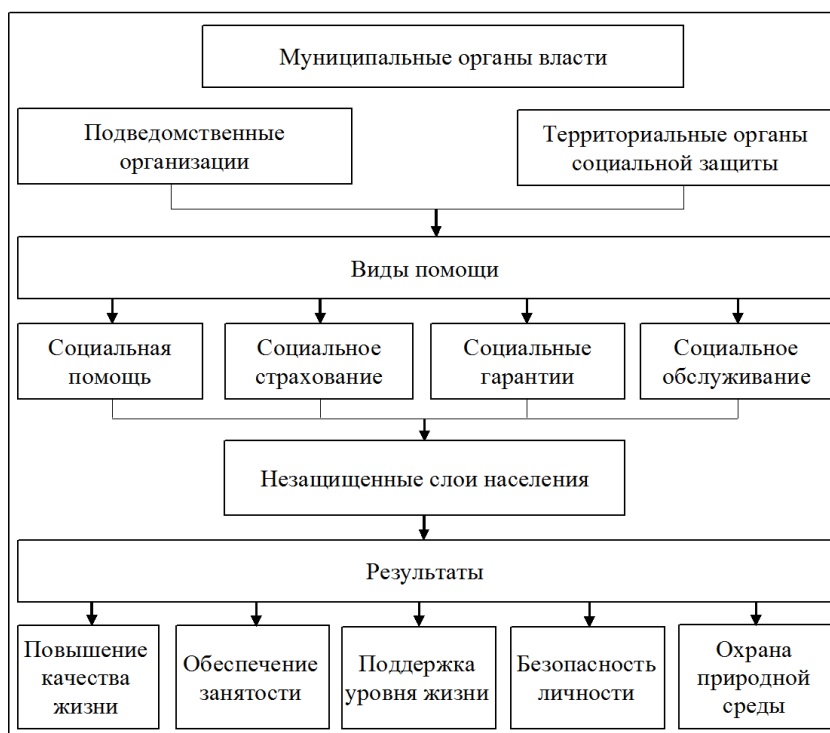 Муниципальные органы власти
Подведомственные
организации
Территориальные органы
социальной защиты
Виды помощи
Социальная
помощь
Социальное
страхование
Социальные
гарантии
Социальное
обслуживание
Незащищенные слои населения
Результаты
Повышение
качества
жизни
Обеспечение
занятости
Поддержка
уровня жизни
Безопасность
личности
Охрана
природной
среды